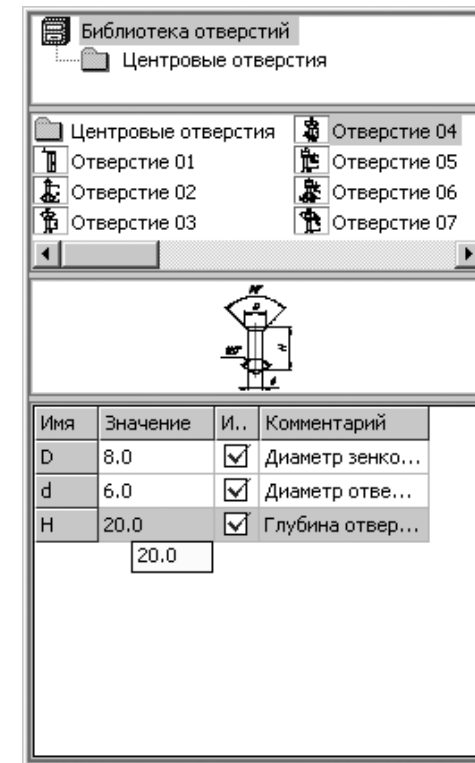 Библиотека отверстий
Центровые отверстия
Центровые отверстия Отверстие 04
Отверстие 01 Отверстие 05
Отверстие 02 Отверстие 06
Отверстие 03 Отверстие 07
D
H
d
Имя Значение И.. Комментарий
D 8.0 Диаметр зенко...
d 6.0 Диаметр отве...
H 20.0 Глубина отвер...
20.0